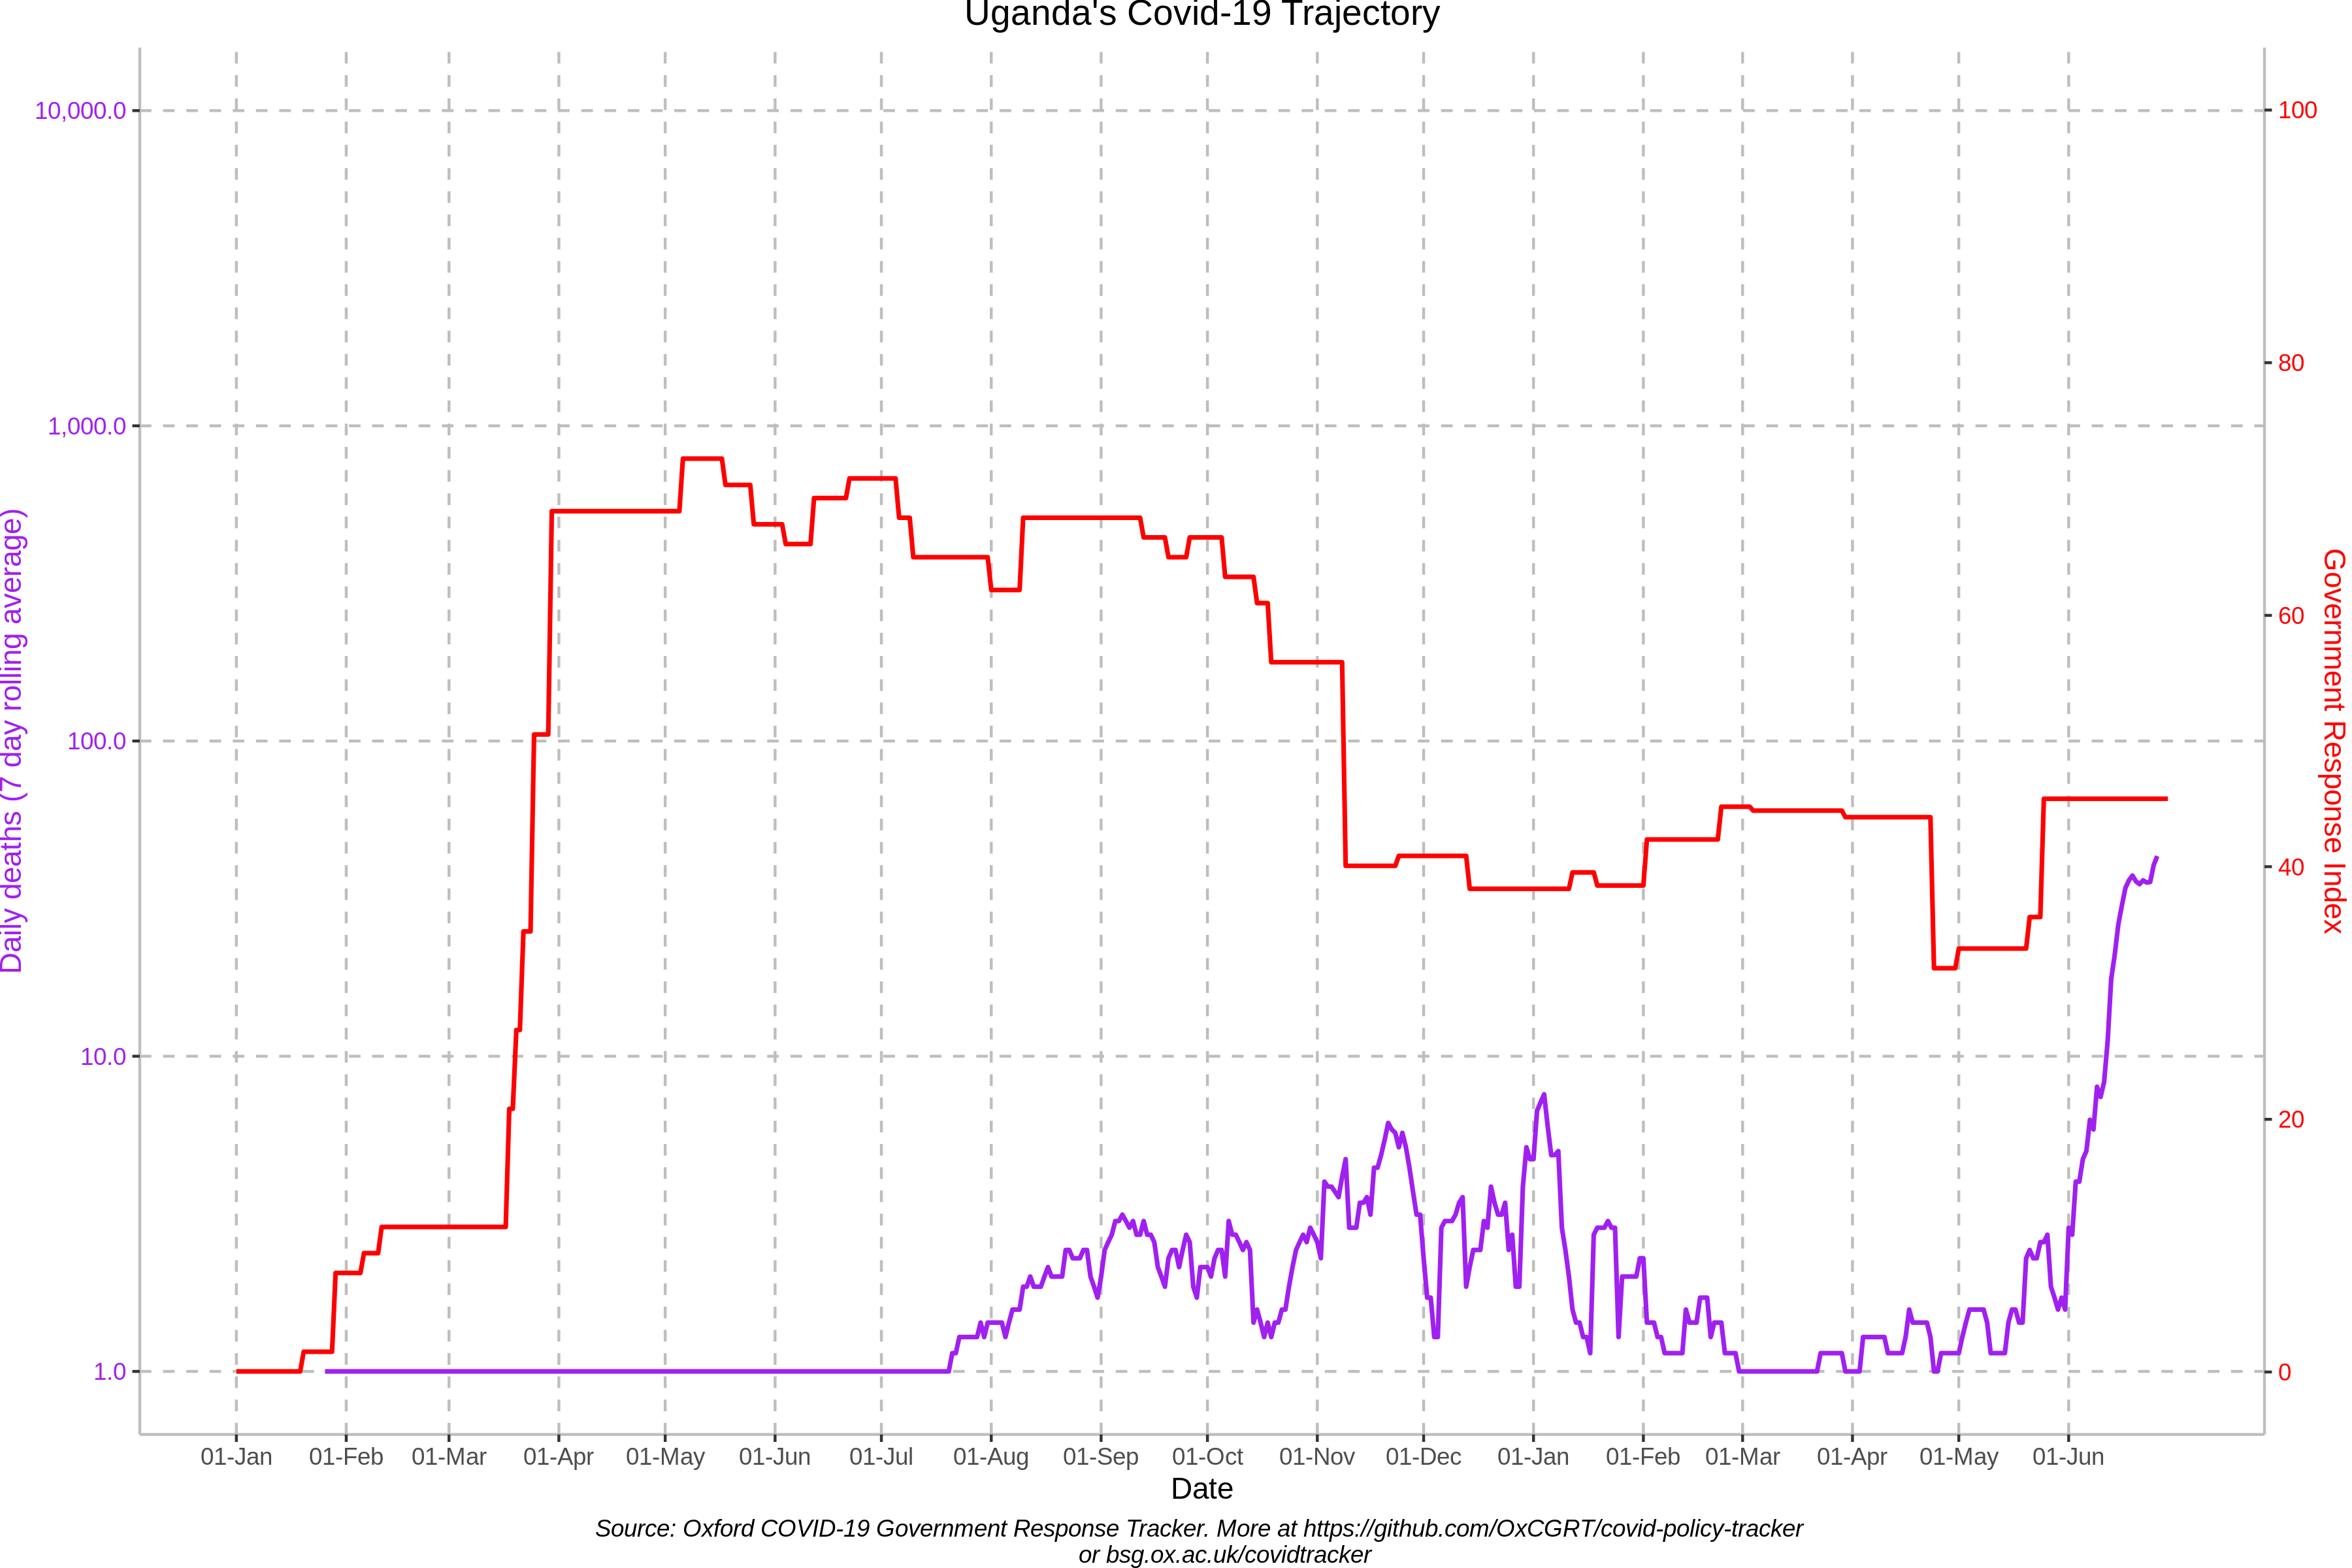 Uganda's Covid-19 Trajectory
10,000.0
1,000.0
100.0
10.0
1.0
Daily deaths (7 day rolling average)
100
80
60
40
20
0
Government Response Index
01-Jan 01-Feb 01-Mar 01-Apr 01-May 01-Jun 01-Jul 01-Aug 01-Sep 01-Oct 01-Nov 01-Dec 01-Jan 01-Feb 01-Mar 01-Apr 01-May 01-Jun
Date
Source: Oxford COVID-19 Government Response Tracker. More at https://github.com/OxCGRT/covid-policy-tracker
or bsg.ox.ac.uk/covidtracker